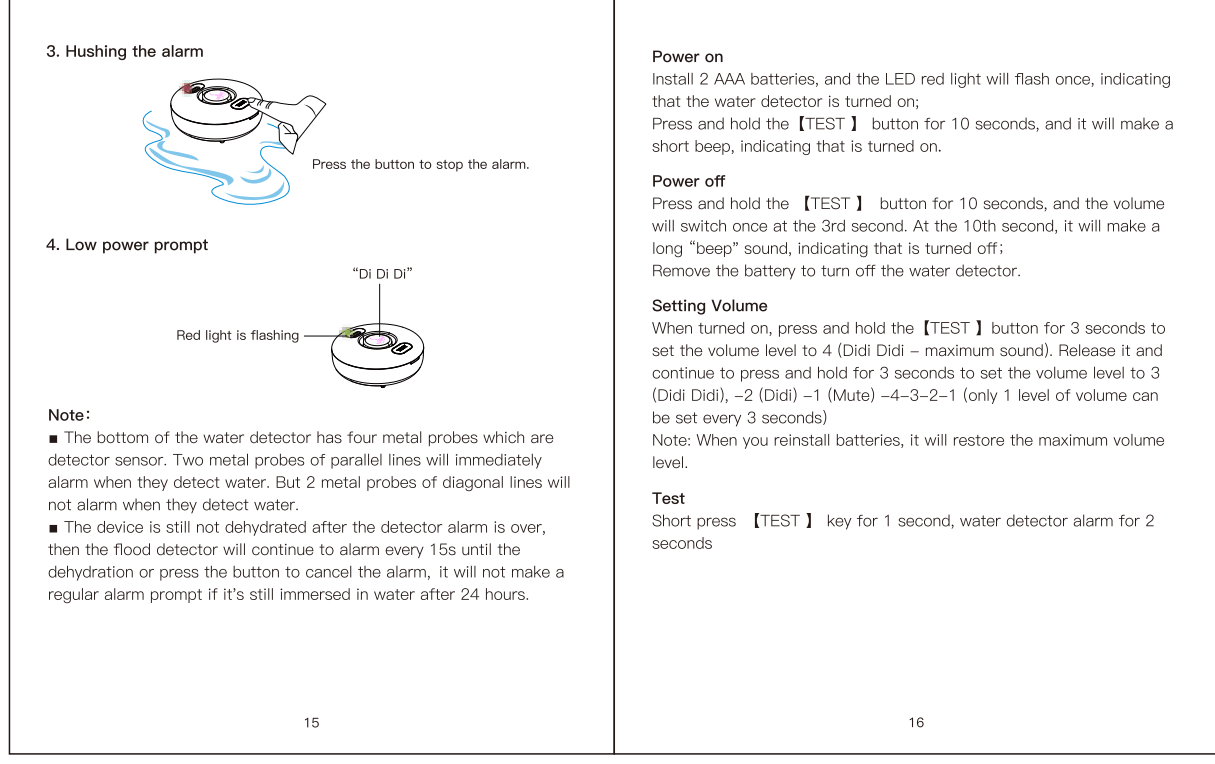 3. Hushing the alarm
Press the button to stop the alarm.
4. Low power prompt
“Di Di Di”
Red light is flashing
Note:
■ The bottom of the water detector has four metal probes which are
detector sensor. Two metal probes of parallel lines will immediately
alarm when they detect water. But 2 metal probes of diagonal lines will
not alarm when they detect water.
■ The device is still not dehydrated after the detector alarm is over,
then the flood detector will continue to alarm every 15s until the
dehydration or press the button to cancel the alarm, it will not make a
regular alarm prompt if it's still immersed in water after 24 hours.
15
Power on
Install 2 AAA batteries, and the LED red light will flash once, indicating
that the water detector is turned on;
Press and hold the【TEST 】 button for 10 seconds, and it will make a
short beep, indicating that is turned on.
Power off
Press and hold the 【TEST 】 button for 10 seconds, and the volume
will switch once at the 3rd second. At the 10th second, it will make a
long “beep” sound, indicating that is turned off;
Remove the battery to turn off the water detector.
Setting Volume
When turned on, press and hold the【TEST 】button for 3 seconds to
set the volume level to 4 (Didi Didi – maximum sound). Release it and
continue to press and hold for 3 seconds to set the volume level to 3
(Didi Didi), –2 (Didi) –1 (Mute) –4–3–2–1 (only 1 level of volume can
be set every 3 seconds)
Note: When you reinstall batteries, it will restore the maximum volume
level.
Test
Short press 【TEST 】 key for 1 second, water detector alarm for 2
seconds
16